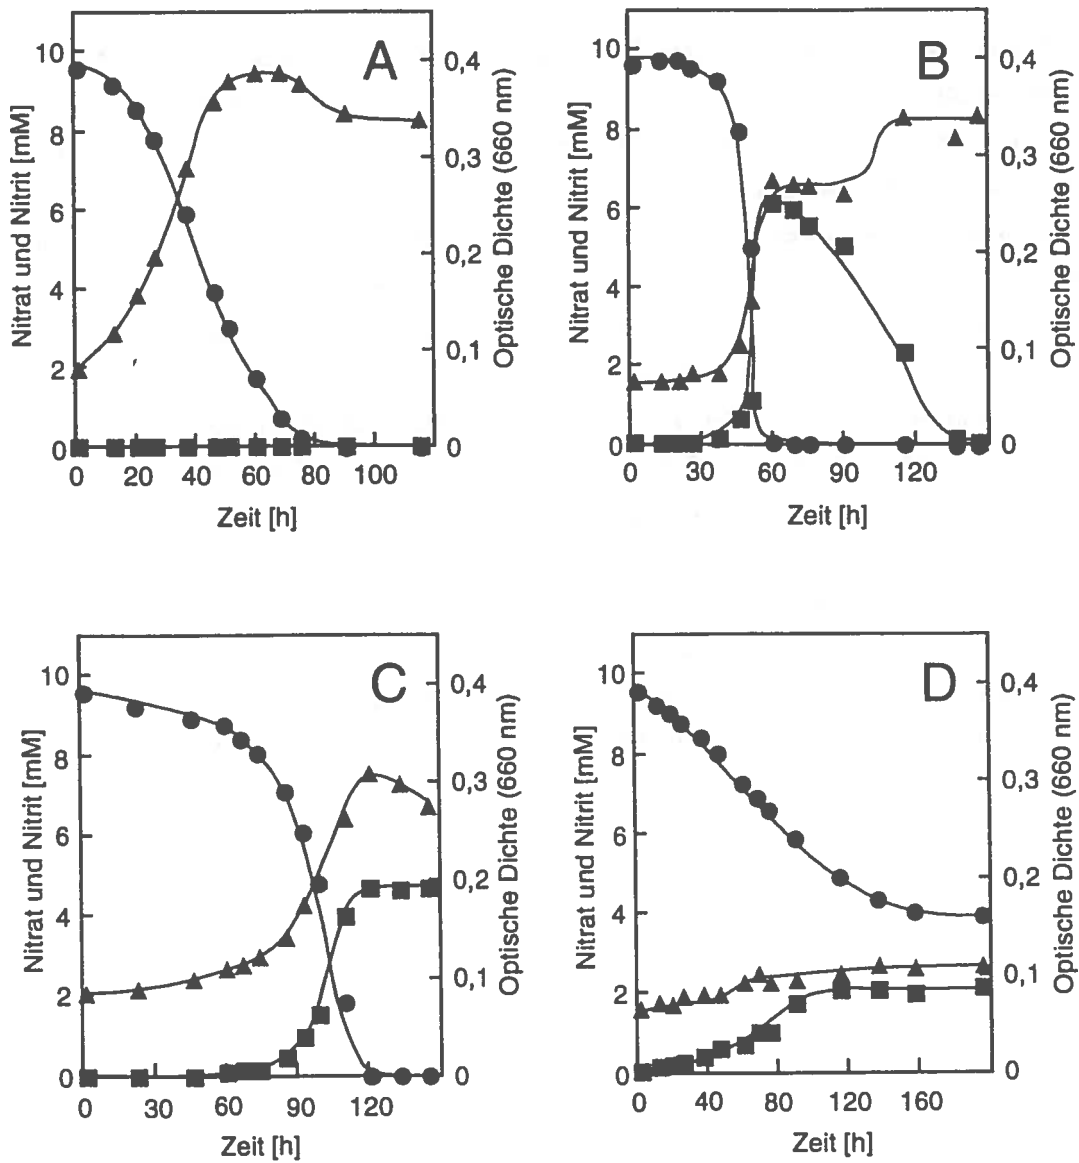 A
10
8
6
4
2
0
Nitrat und Nitrit [mM]
0,4
0,3
0,2
0,1
0
Optische Dichte (660 nm)
0 20 40 60 80 100
Zeit [h]
B
10
8
6
4
2
0
Nitrat und Nitrit [mM]
0,4
0,3
0,2
0,1
0
Optische Dichte (660 nm)
0 30 60 90 120
Zeit [h]
C
10
8
6
4
2
0
Nitrat und Nitrit [mM]
0,4
0,3
0,2
0,1
0
Optische Dichte (660 nm)
0 30 60 90 120
Zeit [h]
D
10
8
6
4
2
0
Nitrat und Nitrit [mM]
0,4
0,3
0,2
0,1
0
Optische Dichte (660 nm)
0 40 80 120 160
Zeit [h]